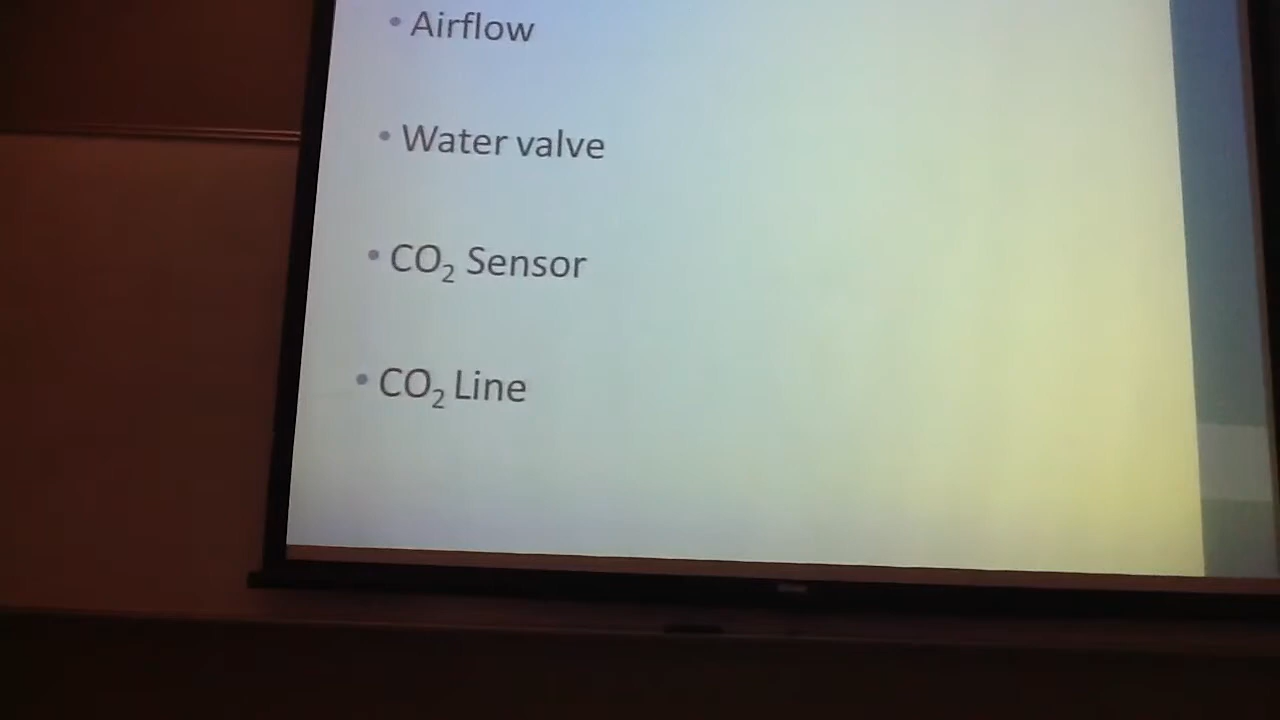 • Airflow
• Water valve
• CO₂ Sensor
• CO₂ Line